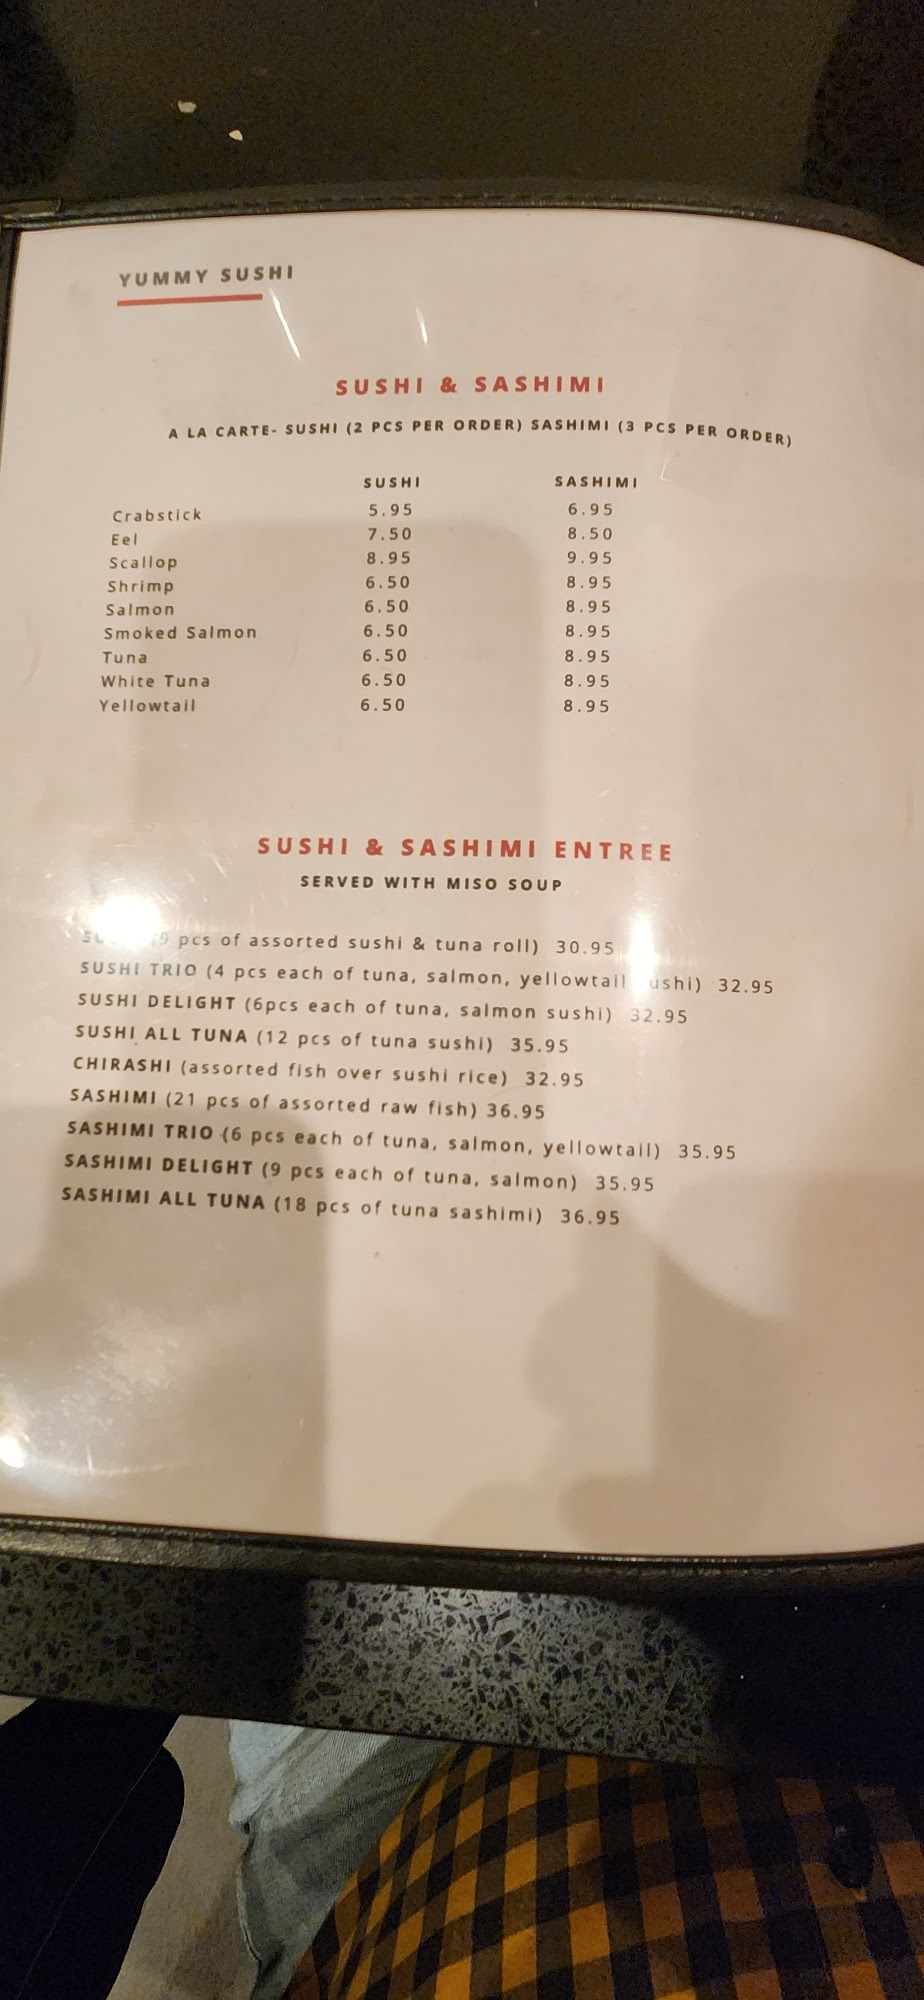 YUMMY SUSHI
SUSHI & SASHIMI
A LA CARTE- SUSHI (2 PCS PER ORDER) SASHIMI (3 PCS PER ORDER)
SUSHI SASHIMI
Crabstick 5.95 6.95
Eel 7.50 8.50
Scallop 8.95 9.95
Shrimp 6.50 8.95
Salmon 6.50 8.95
Smoked Salmon 6.50 8.95
Tuna 6.50 8.95
White Tuna 6.50 8.95
Yellowtail 6.50 8.95
SUSHI & SASHIMI ENTREE
SERVED WITH MISO SOUP
(9 pcs of assorted sushi & tuna roll) 30.95
SUSHI TRIO (4 pcs each of tuna, salmon, yellowtail sushi) 32.95
SUSHI DELIGHT (6pcs each of tuna, salmon sushi) 32.95
SUSHI ALL TUNA (12 pcs of tuna sushi) 35.95
CHIRASHI (assorted fish over sushi rice) 32.95
SASHIMI (21 pcs of assorted raw fish) 36.95
SASHIMI TRIO (6 pcs each of tuna, salmon, yellowtail) 35.95
SASHIMI DELIGHT (9 pcs each of tuna, salmon) 35.95
SASHIMI ALL TUNA (18 pcs of tuna sashimi) 36.95